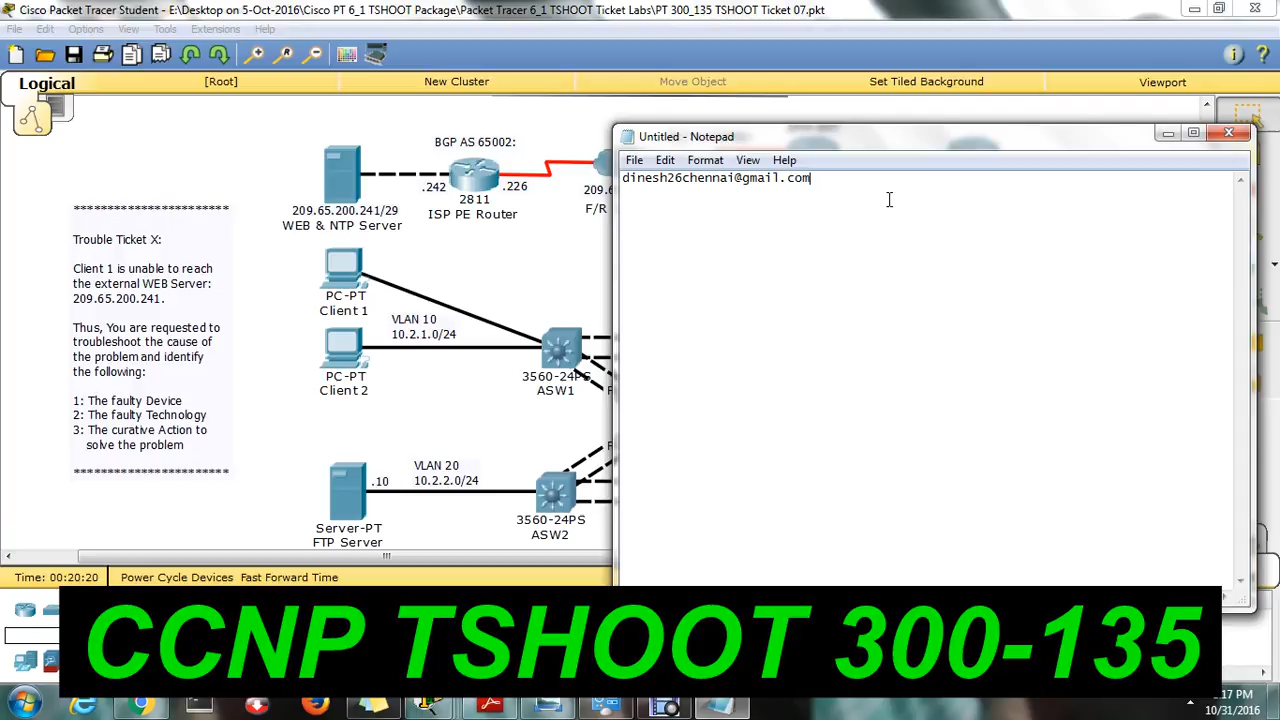 Cisco Packet Tracer Student - E:\Desktop on 5-Oct-2016\Cisco PT 6_1 TSHOOT Package\Packet Tracer 6_1 TSHOOT Ticket Labs\PT 300_135 TSHOOT Ticket 07.pkt
File Edit Options View Tools Extensions Help
Logical [Root] New Cluster Move Object Set Tiled Background Viewport
Untitled - Notepad
File Edit Format View Help
dinesh26chennai@gmail.com
BGP AS 65002:
.242 .226
2811
ISP PE Router
209.65.200.241/29
WEB & NTP Server
209.6
F/R
***********************
Trouble Ticket X:
Client 1 is unable to reach
the external WEB Server:
209.65.200.241.
Thus, You are requested to
troubleshoot the cause of
the problem and identify
the following:
1: The faulty Device
2: The faulty Technology
3: The curative Action to
solve the problem
***********************
PC-PT
Client 1
VLAN 10
10.2.1.0/24
PC-PT
Client 2
3560-24PS
ASW1
F
VLAN 20
10.2.2.0/24
.10
Server-PT
FTP Server
3560-24PS
ASW2
Time: 00:20:20 Power Cycle Devices Fast Forward Time
CCNP TSHOOT 300-135
:17 PM
10/31/2016